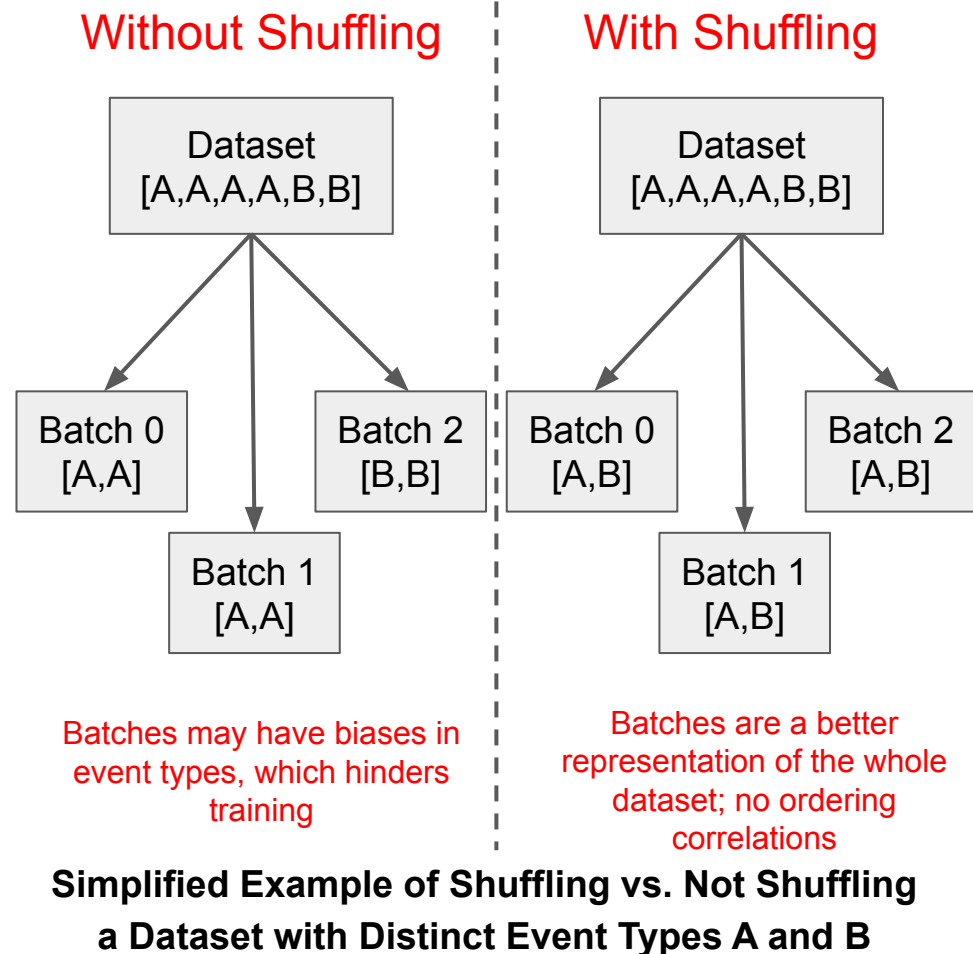 Without Shuffling
Dataset
[A,A,A,A,B,B]
Batch 0
[A,A]
Batch 2
[B,B]
Batch 1
[A,A]
Batches may have biases in
event types, which hinders
training
With Shuffling
Dataset
[A,A,A,A,B,B]
Batch 0
[A,B]
Batch 2
[A,B]
Batch 1
[A,B]
Batches are a better
representation of the whole
dataset; no ordering
correlations
Simplified Example of Shuffling vs. Not Shuffling
a Dataset with Distinct Event Types A and B